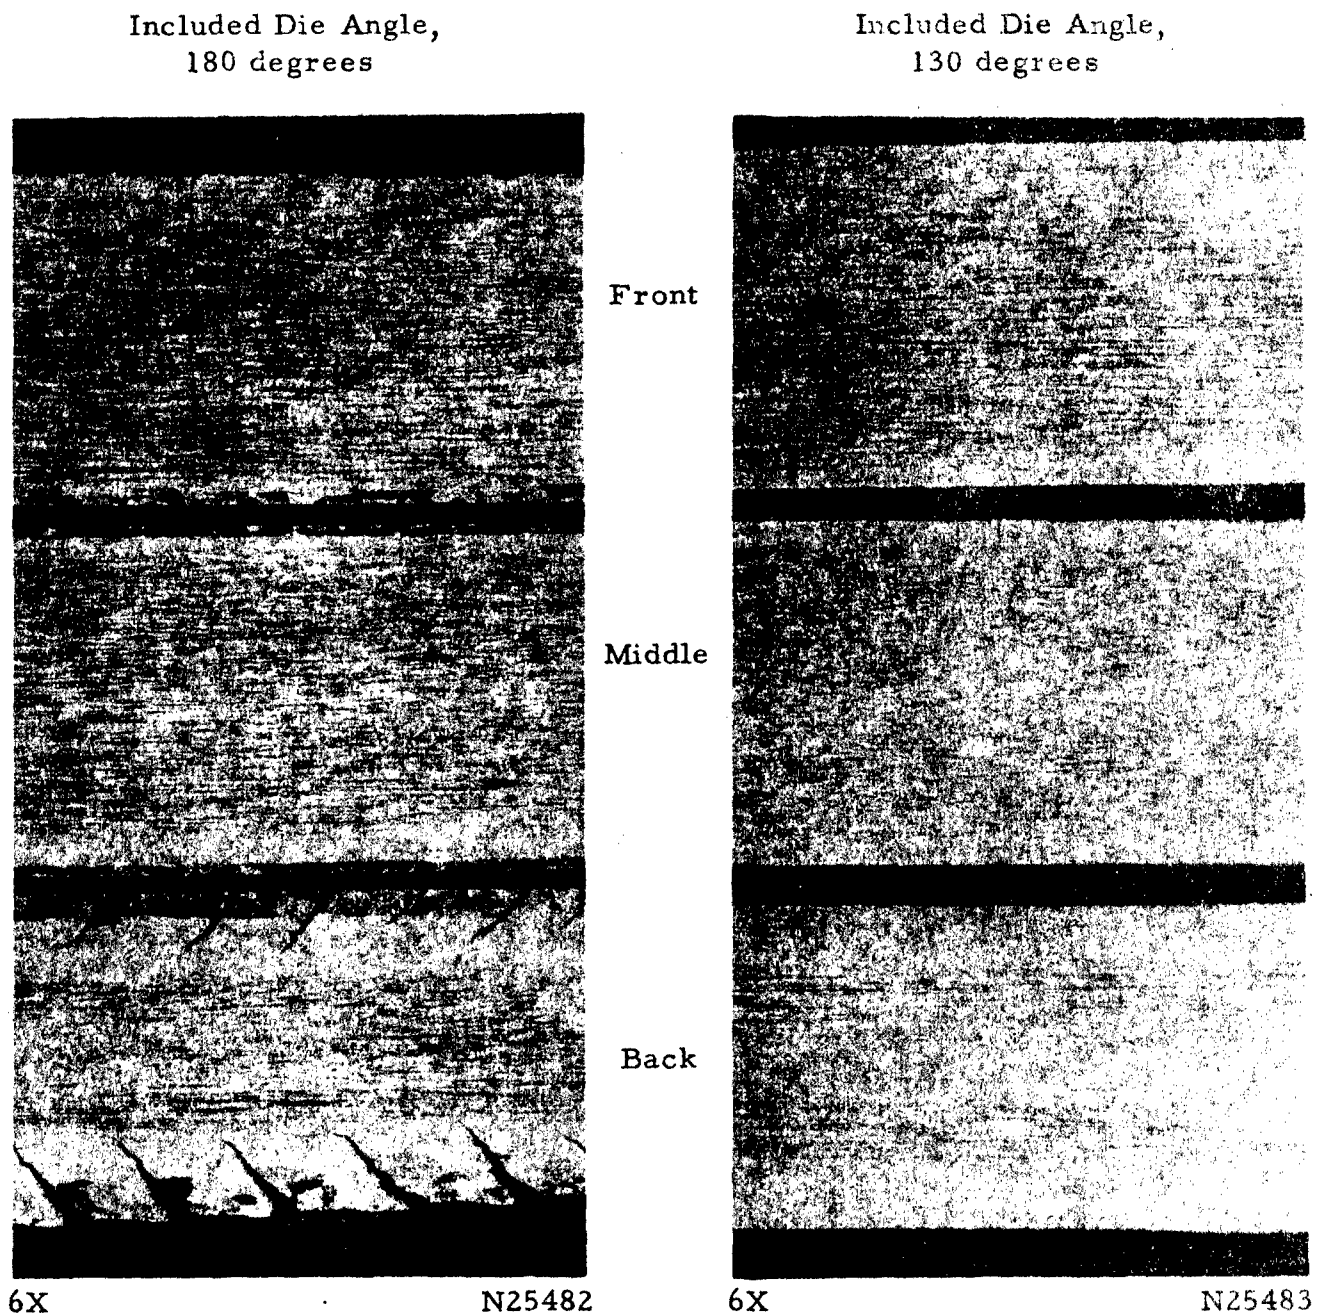 Included Die Angle,
180 degrees
Included Die Angle,
130 degrees
Front
Middle
Back
6X
N25482
6X
N25483